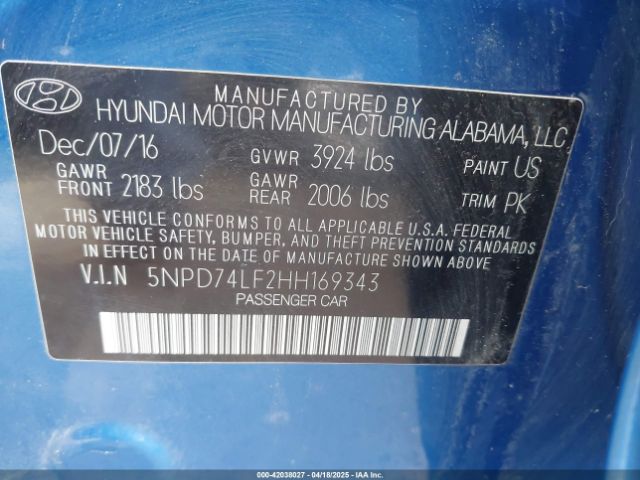 MANUFACTURED BY
HYUNDAI MOTOR MANUFACTURING ALABAMA, LLC
Dec/07/16 GVWR 3924 lbs PAINT US
GAWR FRONT 2183 lbs GAWR REAR 2006 lbs TRIM PK
THIS VEHICLE CONFORMS TO ALL APPLICABLE U.S.A. FEDERAL
MOTOR VEHICLE SAFETY, BUMPER, AND THEFT PREVENTION STANDARDS
IN EFFECT ON THE DATE OF MANUFACTURE SHOWN ABOVE.
V.I.N 5NPD74LF2HH169343
PASSENGER CAR
000-42038027 - 04/18/2025 - IAAI.COM